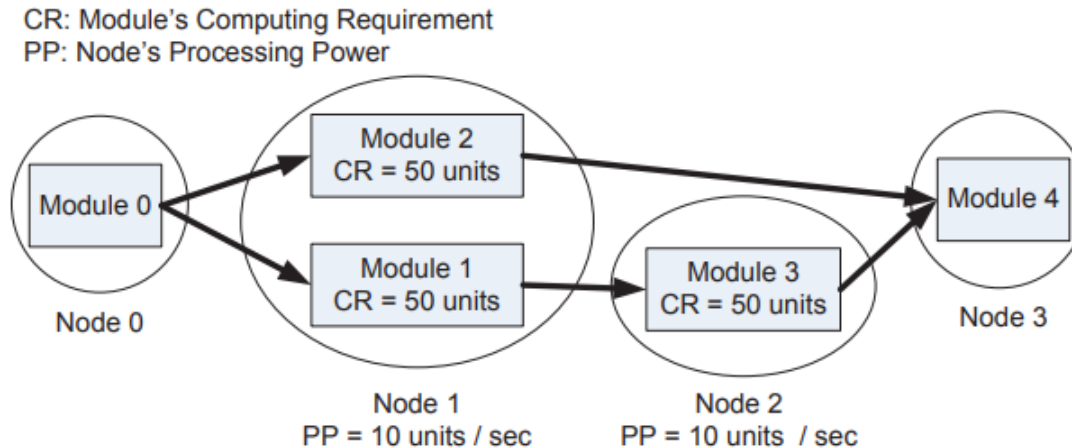 CR: Module's Computing Requirement
PP: Node's Processing Power
Module 0
Node 0
Module 2
CR = 50 units
Module 1
CR = 50 units
Node 1
PP = 10 units / sec
Module 3
CR = 50 units
Node 2
PP = 10 units / sec
Module 4
Node 3